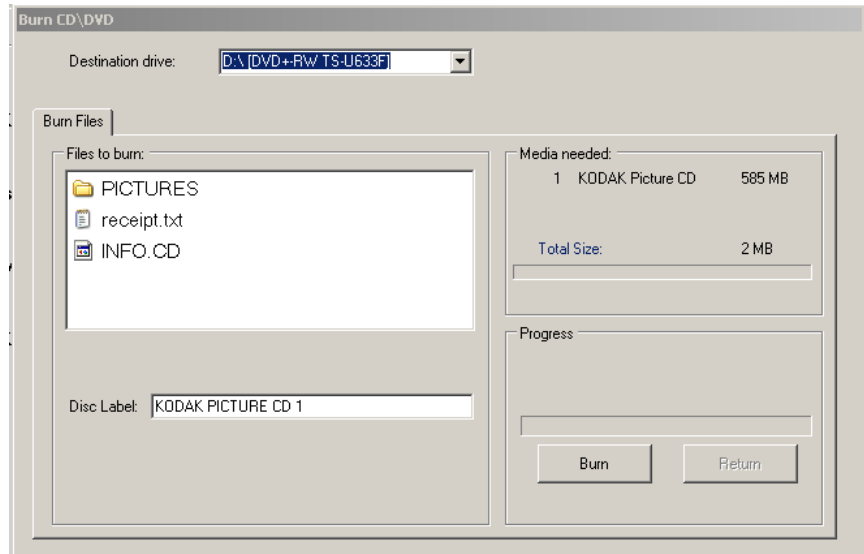 Burn CD\DVD
Destination drive: D:\ [DVD+-RW TS-U633F]
Burn Files
Files to burn:
PICTURES
receipt.txt
INFO.CD
Disc Label: KODAK PICTURE CD 1
Media needed:
1 KODAK Picture CD 585 MB
Total Size: 2 MB
Progress
Burn Return